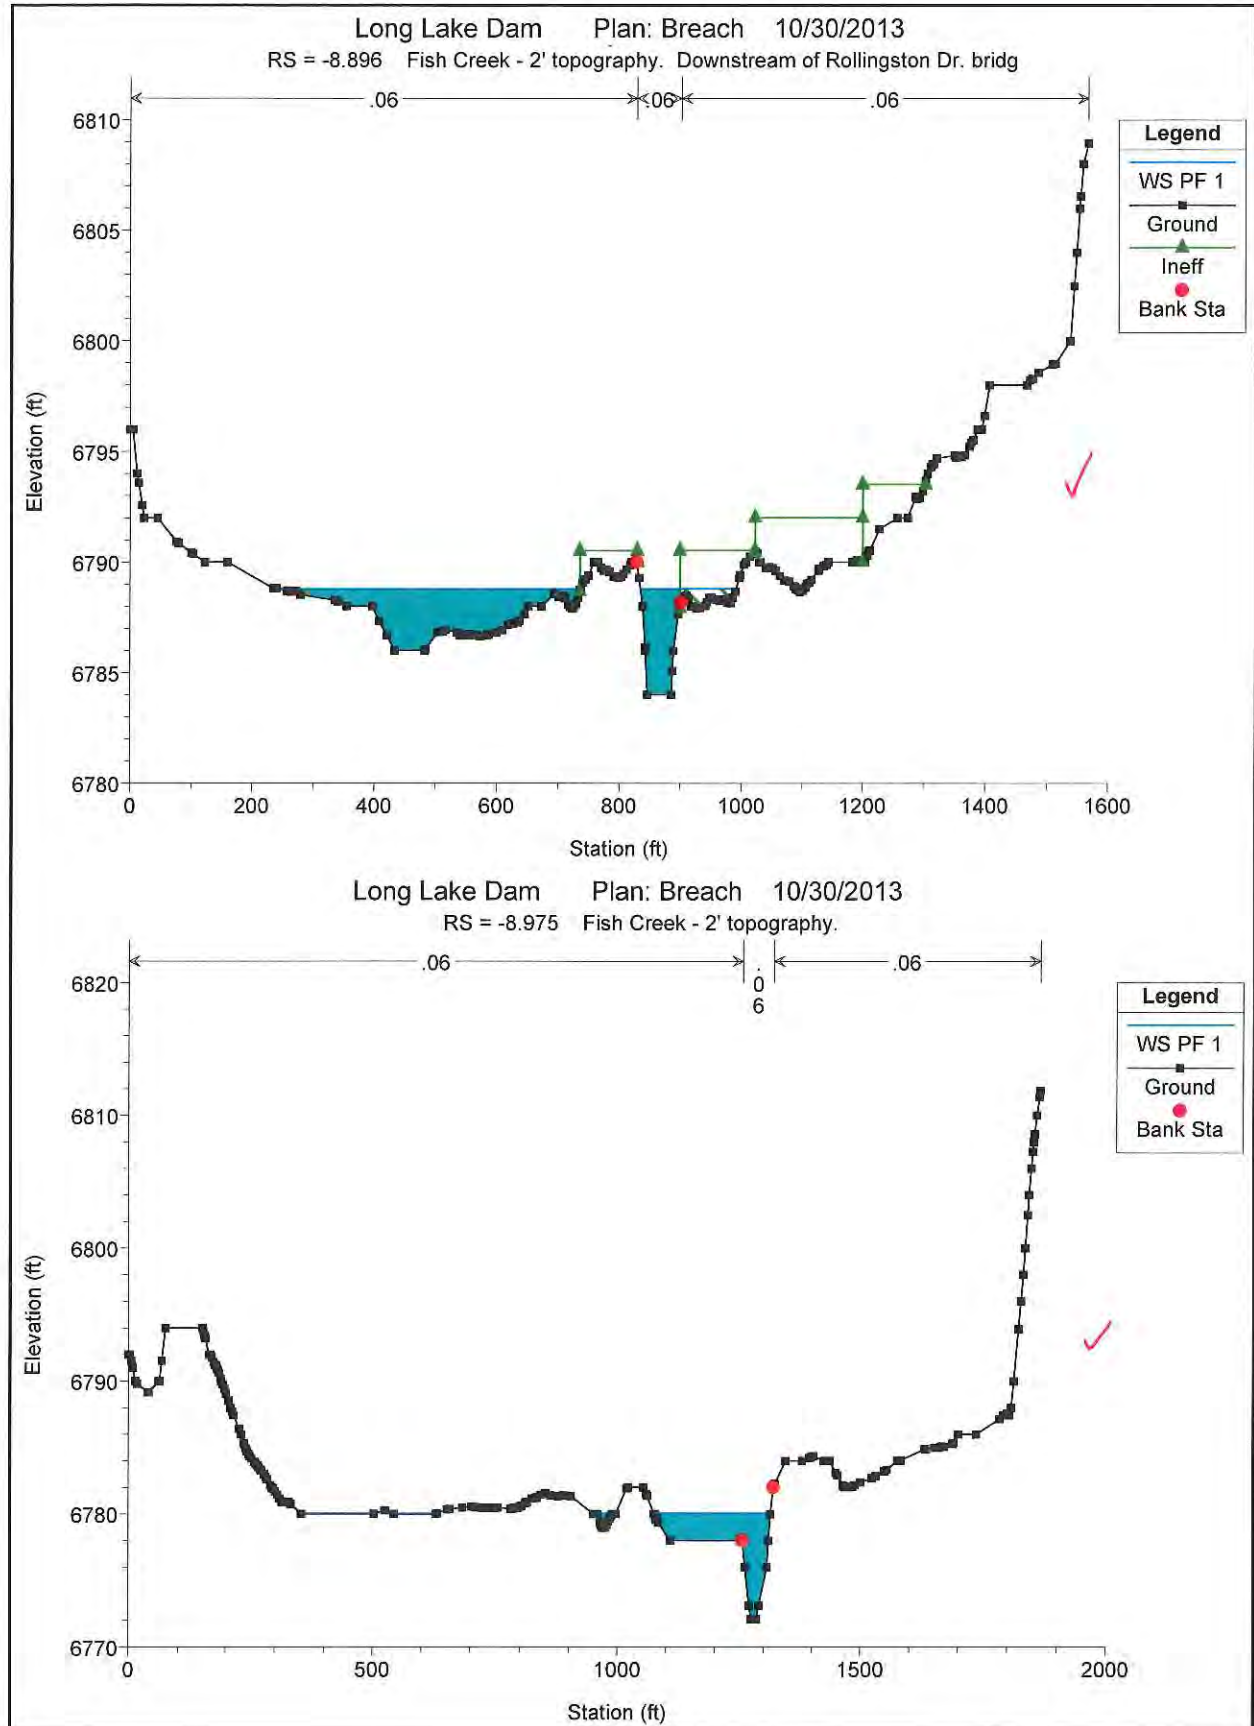 Long Lake Dam Plan: Breach 10/30/2013
RS = -8.896 Fish Creek - 2' topography. Downstream of Rollingston Dr. bridg
.06 .06 .06
6810
6805
6800
6795
6790
6785
6780
Elevation (ft)
0 200 400 600 800 1000 1200 1400 1600
Station (ft)
Legend
WS PF 1
Ground
Ineff
Bank Sta
Long Lake Dam Plan: Breach 10/30/2013
RS = -8.975 Fish Creek - 2' topography.
.06 .06 .06
6820
6810
6800
6790
6780
6770
Elevation (ft)
0 500 1000 1500 2000
Station (ft)
Legend
WS PF 1
Ground
Bank Sta